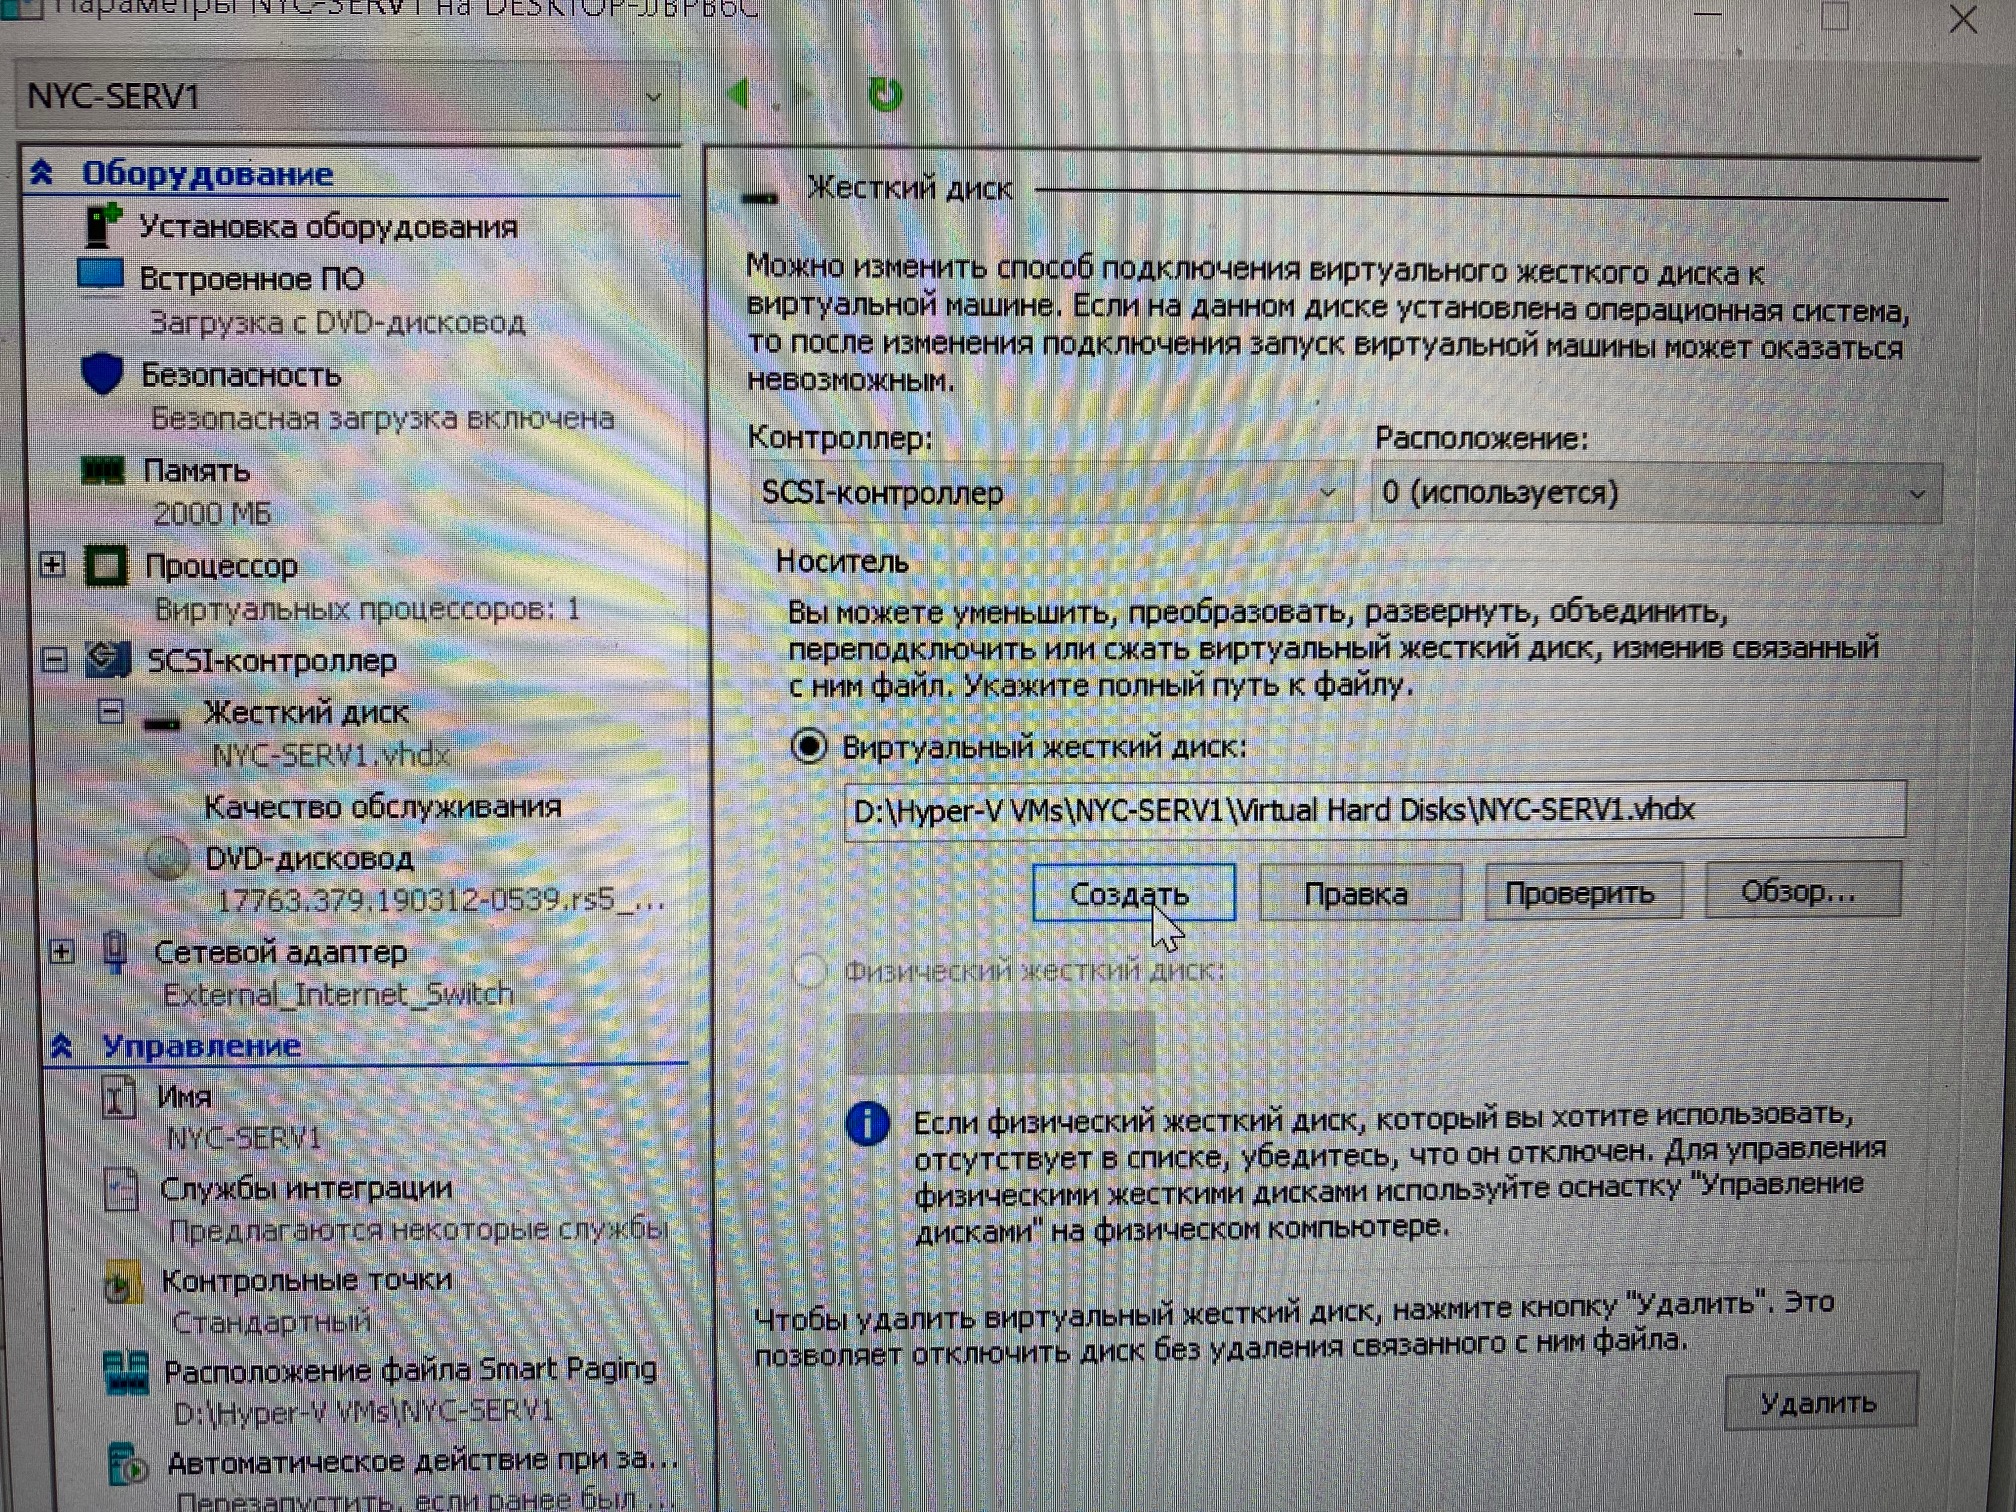 Параметры NYC-SERV1 на DESKTOP-JJBPB6C
NYC-SERV1
Оборудование
Установка оборудования
Встроенное ПО
Загрузка с DVD-дисковод
Безопасность
Безопасная загрузка включена
Память
2000 МБ
Процессор
Виртуальных процессоров: 1
SCSI-контроллер
Жесткий диск
NYC-SERV1.vhdx
Качество обслуживания
DVD-дисковод
17763.379.190312-0539.rs5_...
Сетевой адаптер
External_Internet_Switch
Управление
Имя
NYC-SERV1
Службы интеграции
Предлагаются некоторые службы
Контрольные точки
Стандартный
Расположение файла Smart Paging
D:\Hyper-V VMs\NYC-SERV1
Автоматическое действие при за...
Перезапустить, если ранее был ...
Жесткий диск
Можно изменить способ подключения виртуального жесткого диска к
виртуальной машине. Если на данном диске установлена операционная система,
то после изменения подключения запуск виртуальной машины может оказаться
невозможным.
Контроллер:
Расположение:
SCSI-контроллер
0 (используется)
Носитель
Вы можете уменьшить, преобразовать, развернуть, объединить,
переподключить или сжать виртуальный жесткий диск, изменив связанный
с ним файл. Укажите полный путь к файлу.
Виртуальный жесткий диск:
D:\Hyper-V VMs\NYC-SERV1\Virtual Hard Disks\NYC-SERV1.vhdx
Создать
Правка
Проверить
Обзор...
Физический жесткий диск:
Если физический жесткий диск, который вы хотите использовать,
отсутствует в списке, убедитесь, что он отключен. Для управления
физическими жесткими дисками используйте оснастку "Управление
дисками" на физическом компьютере.
Чтобы удалить виртуальный жесткий диск, нажмите кнопку "Удалить". Это
позволяет отключить диск без удаления связанного с ним файла.
Удалить